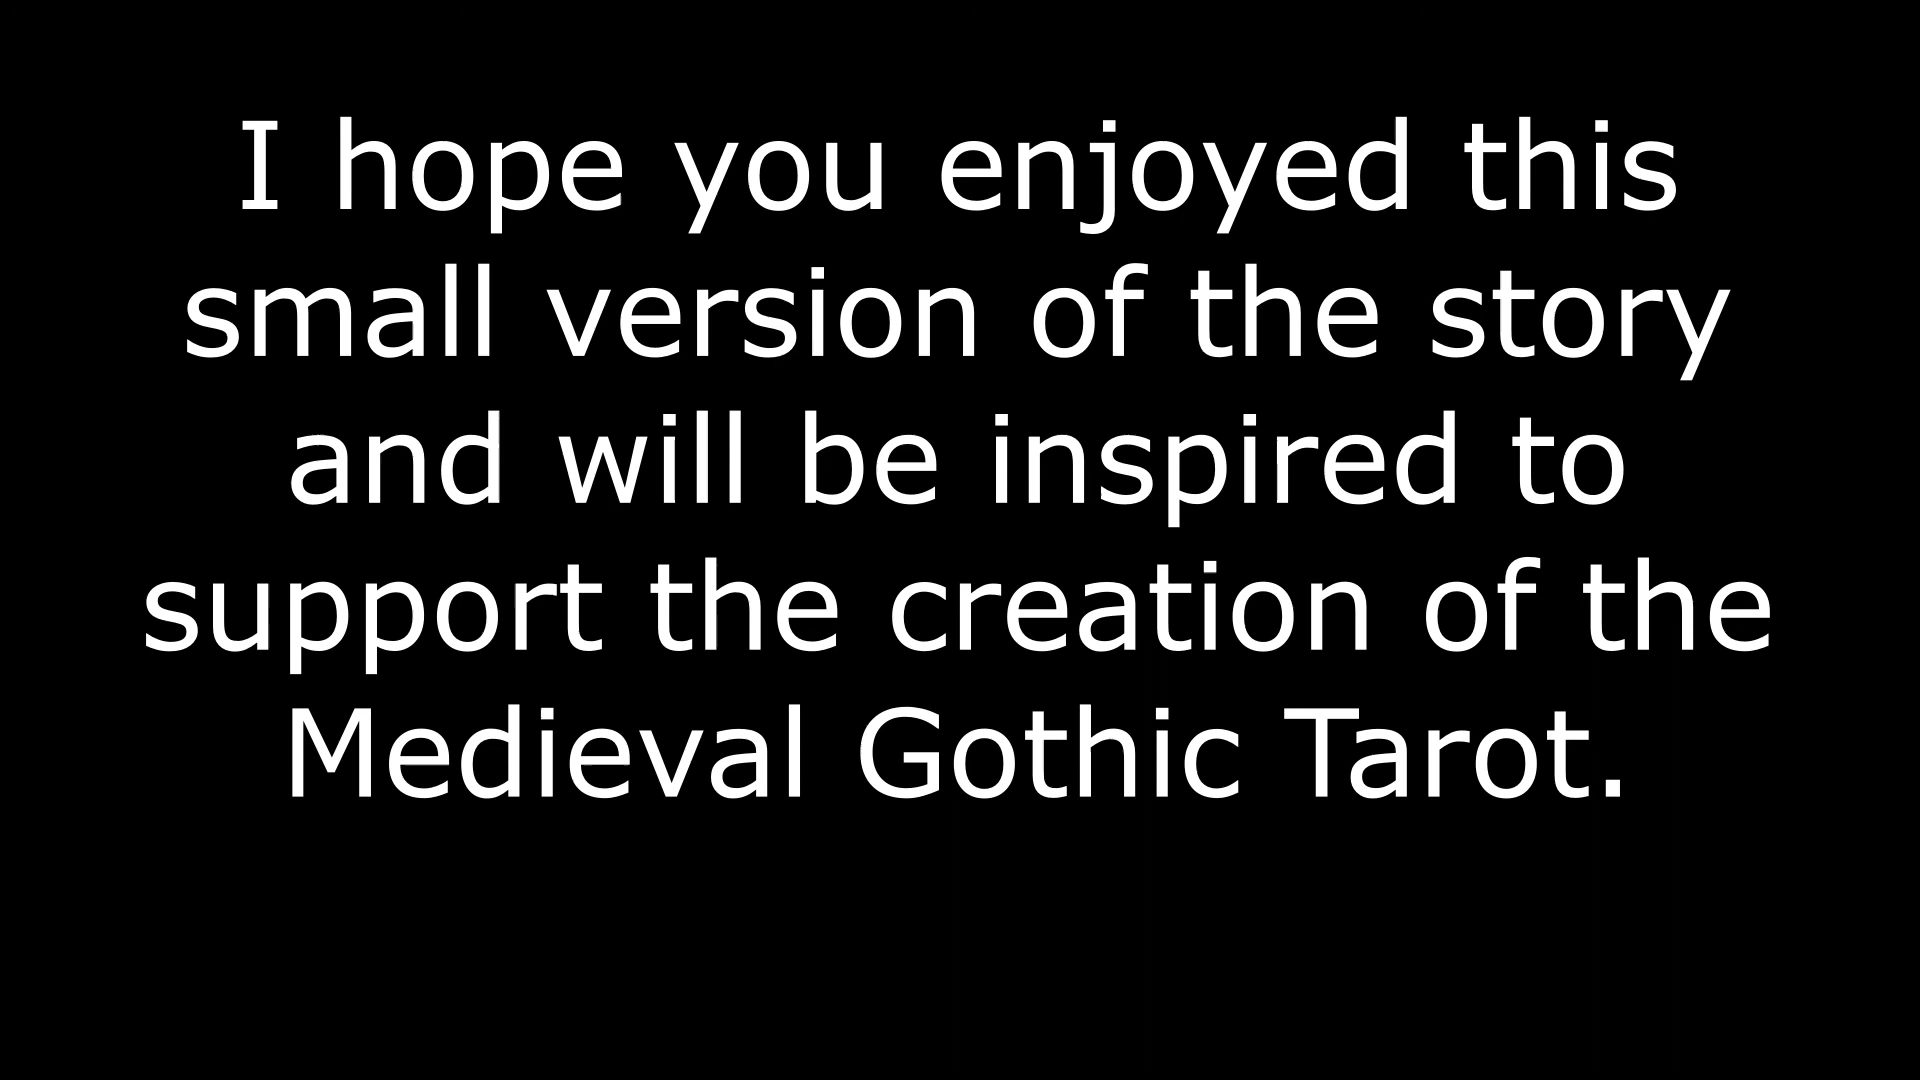 I hope you enjoyed this
small version of the story
and will be inspired to
support the creation of the
Medieval Gothic Tarot.